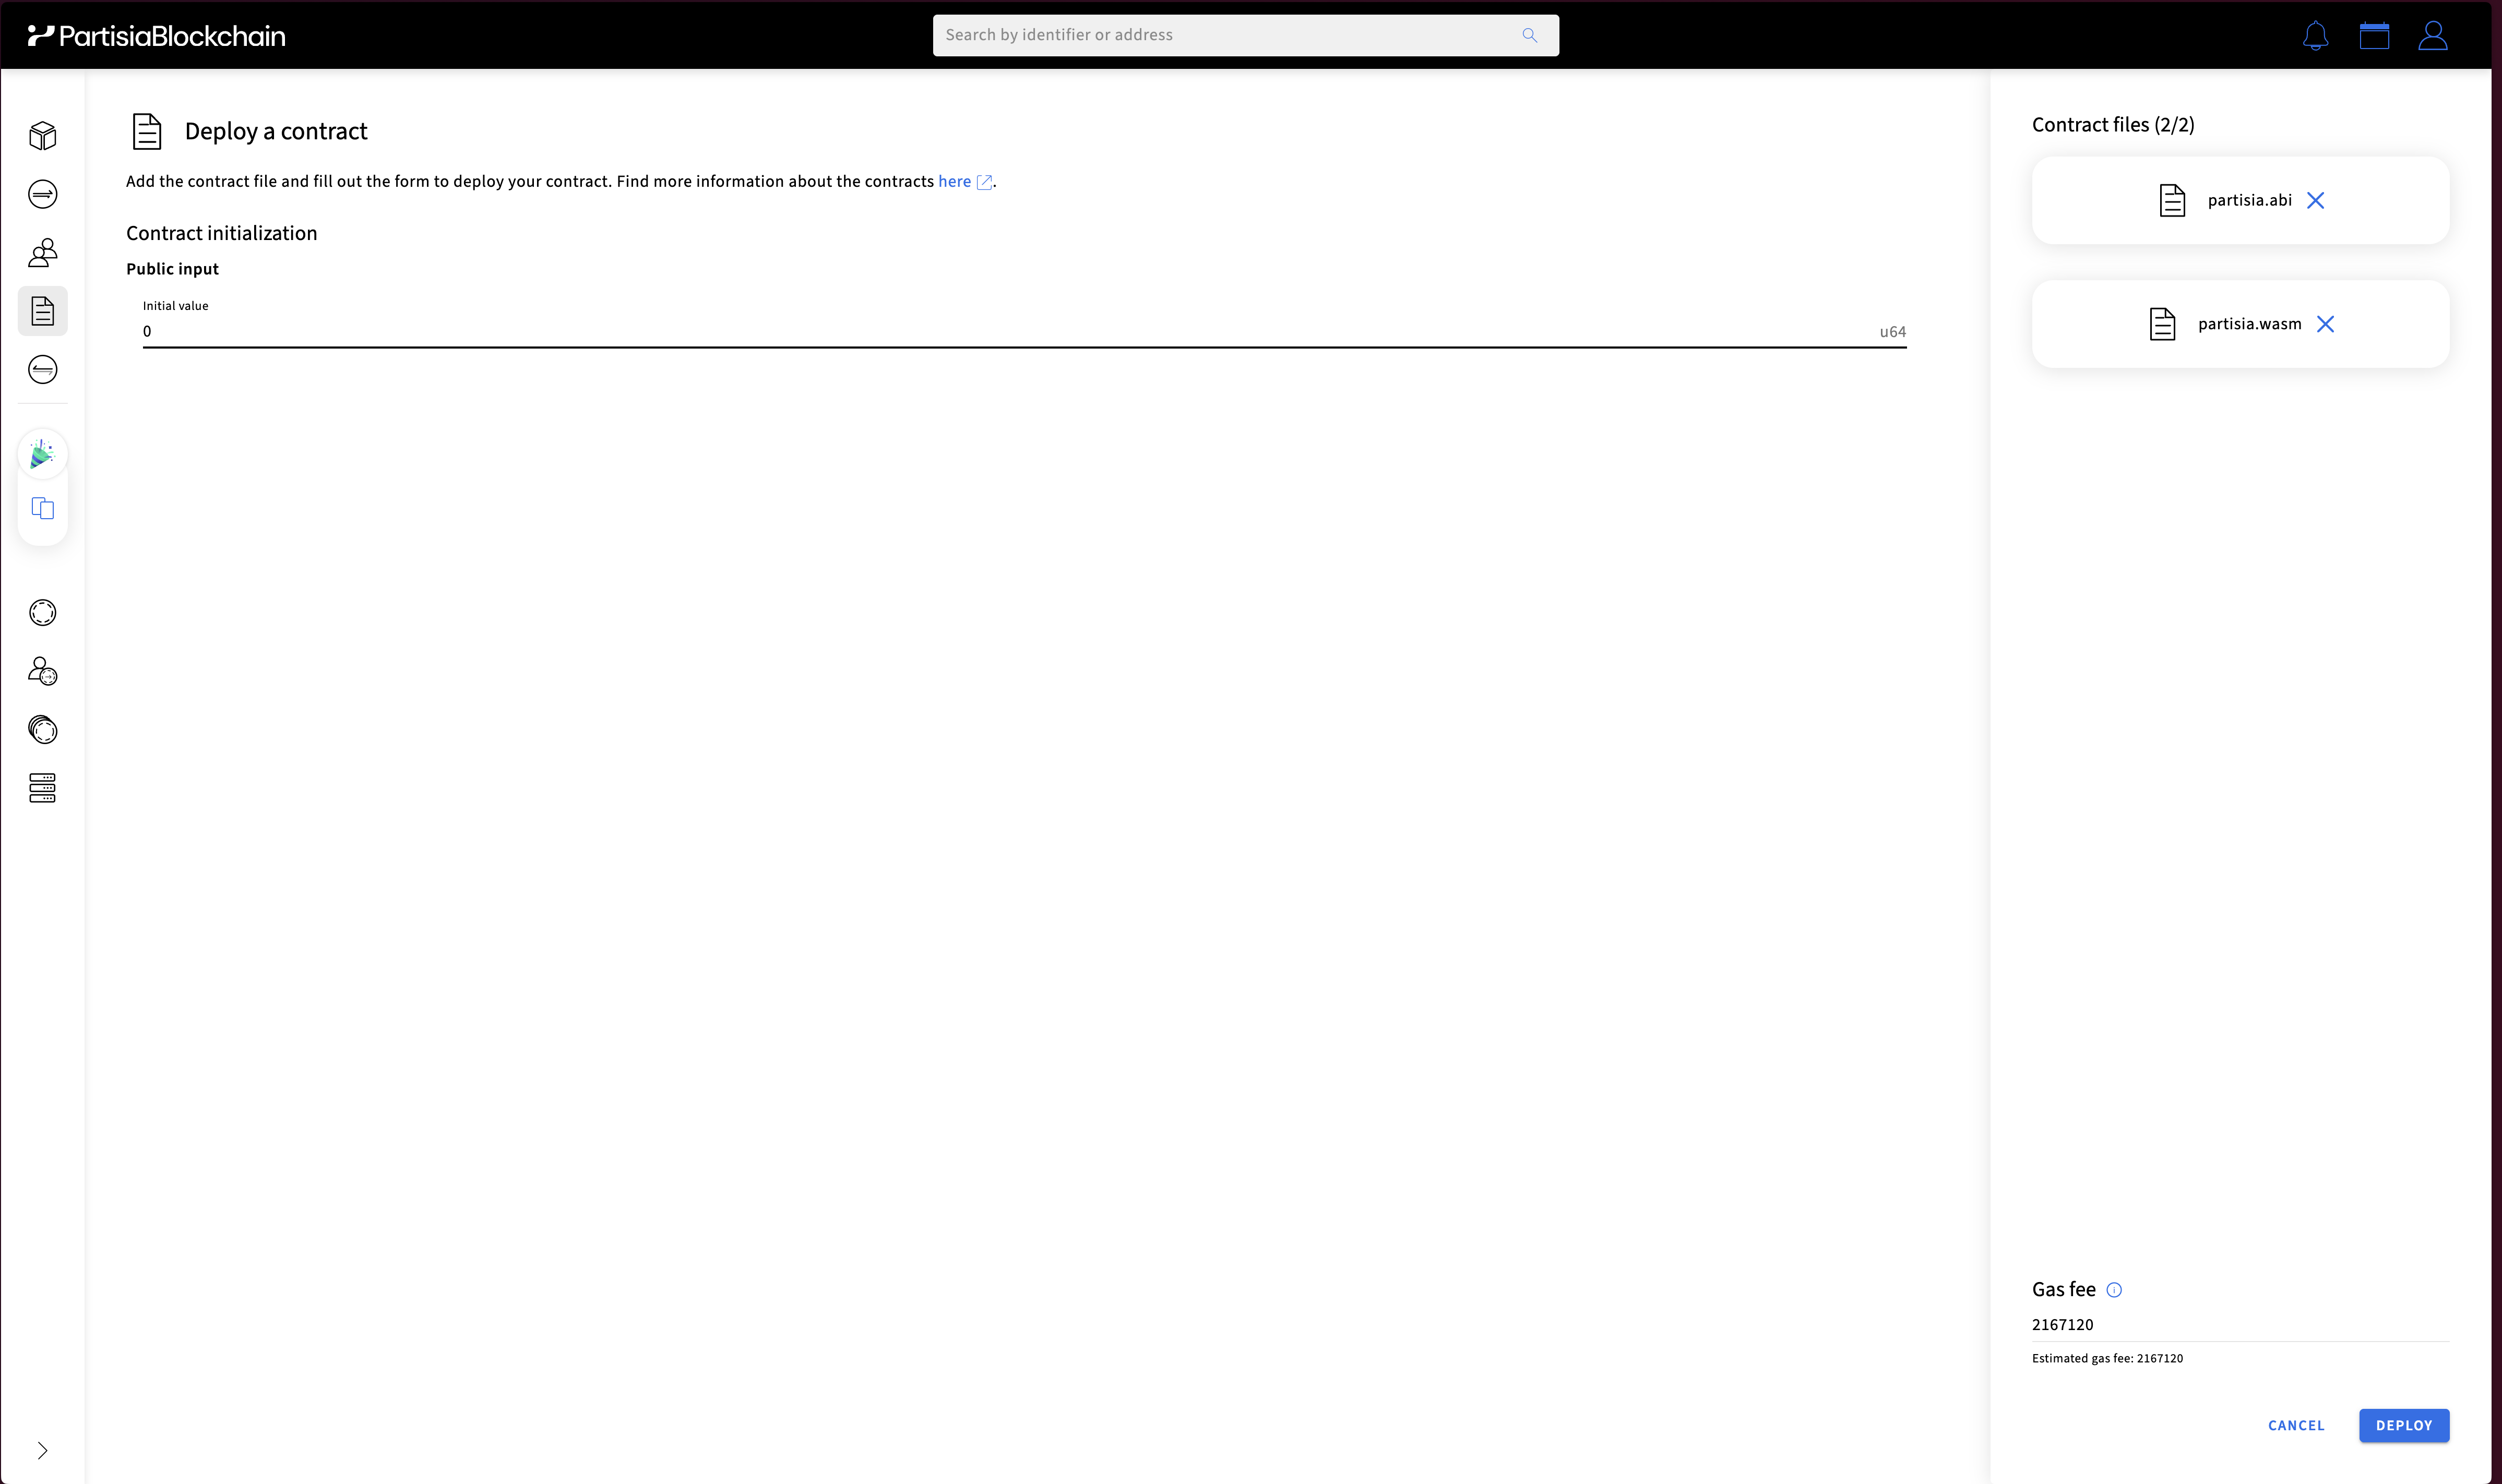 PartisiaBlockchain
Search by identifier or address
Deploy a contract
Add the contract file and fill out the form to deploy your contract. Find more information about the contracts here.
Contract initialization
Public input
Initial value
0 u64
Contract files (2/2)
partisia.abi
partisia.wasm
Gas fee
2167120
Estimated gas fee: 2167120
CANCEL DEPLOY